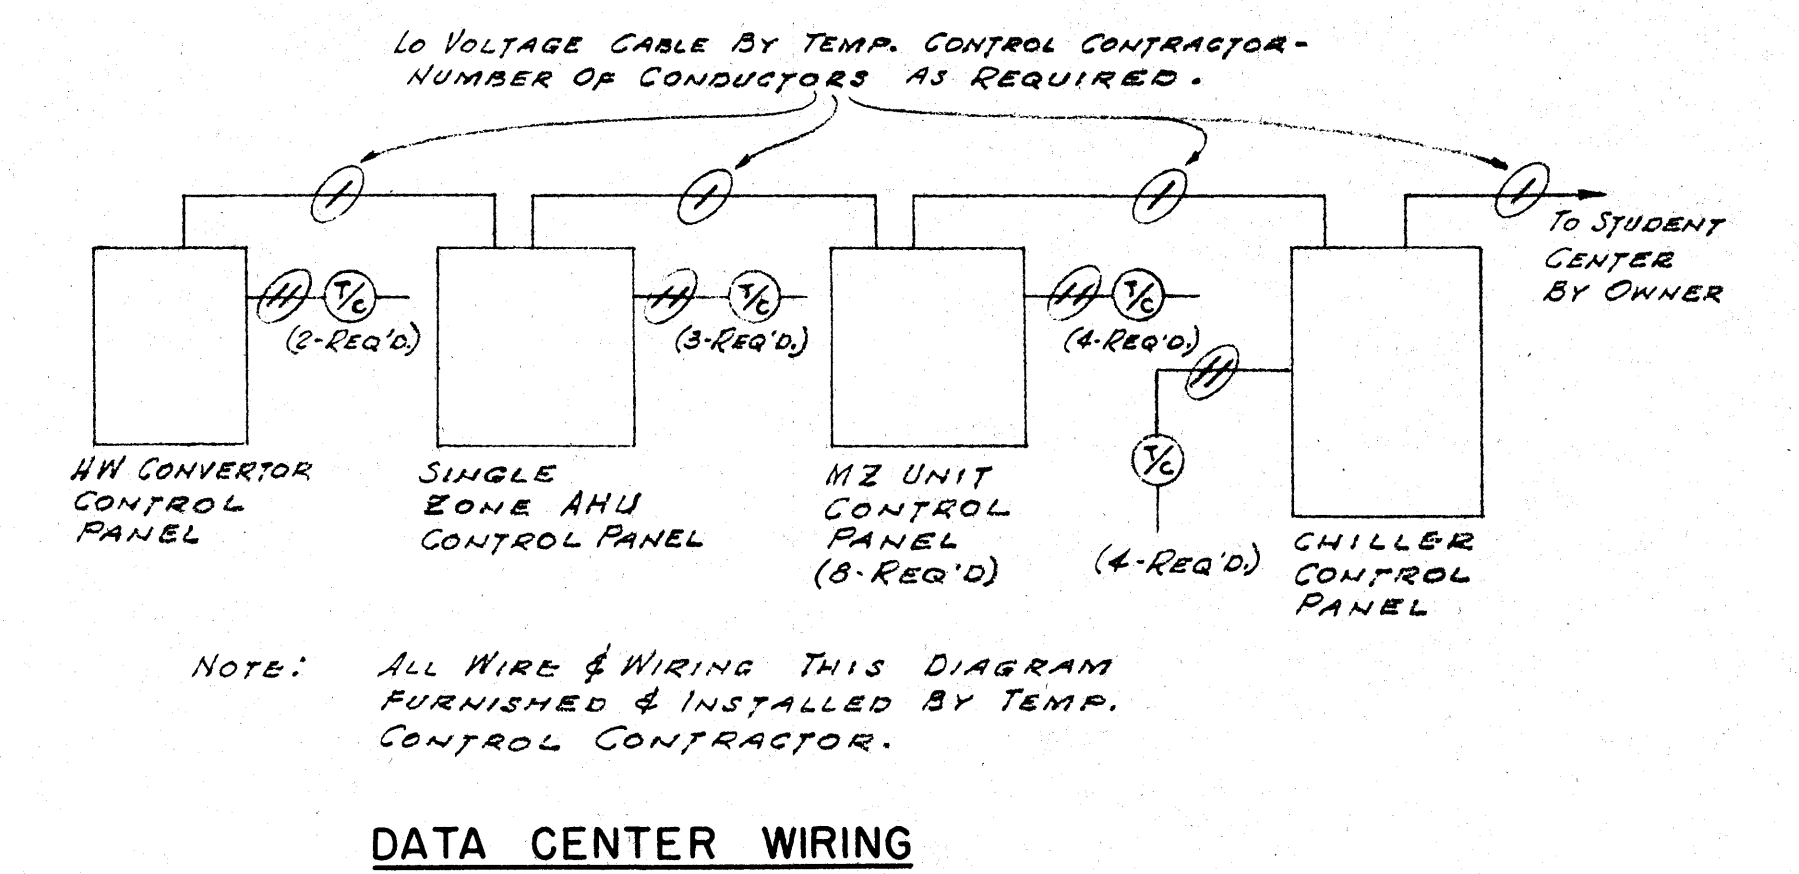 LO VOLTAGE CABLE BY TEMP. CONTROL CONTRACTOR-
NUMBER OF CONDUCTORS AS REQUIRED.
TO STUDENT
CENTER
BY OWNER
T/C
(2-REQ'D.)
T/C
(3-REQ'D.)
T/C
(4-REQ'D.)
T/C
(4-REQ'D.)
HW CONVERTOR
CONTROL
PANEL
SINGLE
ZONE AHU
CONTROL PANEL
MZ UNIT
CONTROL
PANEL
(8-REQ'D)
CHILLER
CONTROL
PANEL
NOTE: ALL WIRE & WIRING THIS DIAGRAM
FURNISHED & INSTALLED BY TEMP.
CONTROL CONTRACTOR.
DATA CENTER WIRING